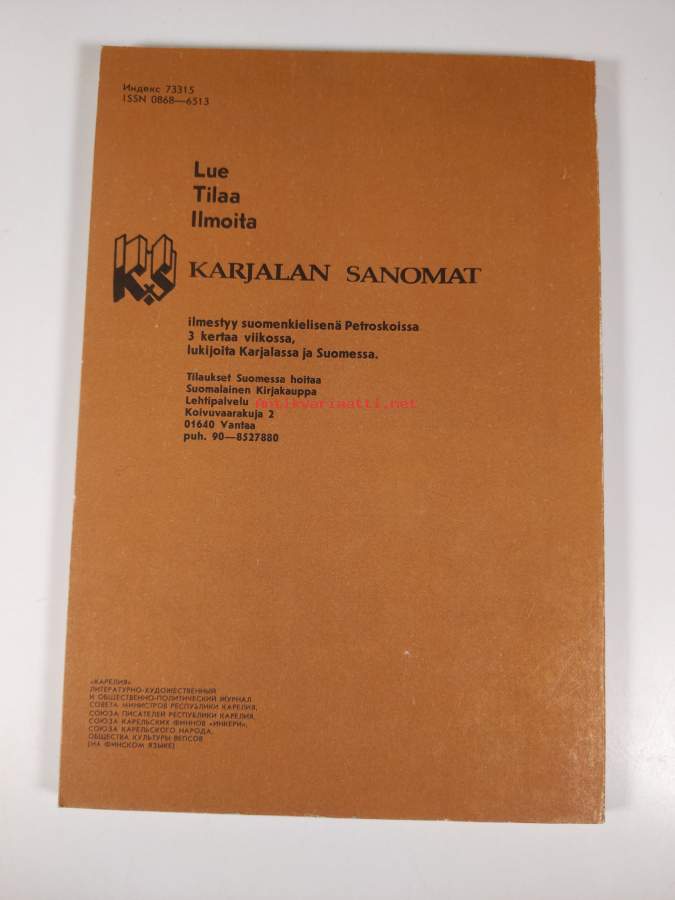 Индекс 73315
ISSN 0868—6513
Lue
Tilaa
Ilmoita
K+S
KARJALAN SANOMAT
ilmestyy suomenkielisenä Petroskoissa
3 kertaa viikossa,
lukijoita Karjalassa ja Suomessa.
Tilaukset Suomessa hoitaa
Suomalainen Kirjakauppa
Lehtipalvelu
antikvariaatti.net
Koivuvaarakuja 2
01640 Vantaa
puh. 90—8527880
«КАРЕЛИЯ»
ЛИТЕРАТУРНО-ХУДОЖЕСТВЕННЫЙ
И ОБЩЕСТВЕННО-ПОЛИТИЧЕСКИЙ ЖУРНАЛ
СОВЕТА МИНИСТРОВ РЕСПУБЛИКИ КАРЕЛИЯ,
СОЮЗА ПИСАТЕЛЕЙ РЕСПУБЛИКИ КАРЕЛИЯ,
СОЮЗА КАРЕЛЬСКИХ ФИННОВ «ИНКЕРИ»,
СОЮЗА КАРЕЛЬСКОГО НАРОДА,
ОБЩЕСТВА КУЛЬТУРЫ ВЕПСОВ
(НА ФИНСКОМ ЯЗЫКЕ)